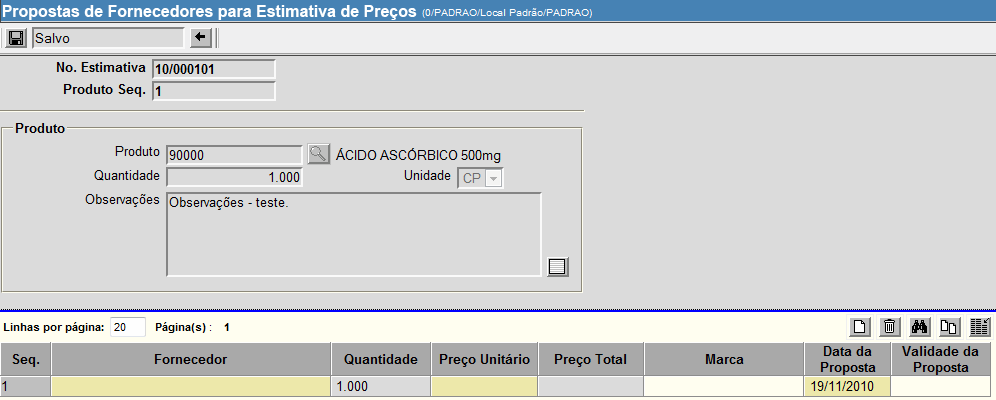 Propostas de Fornecedores para Estimativa de Preços (0/PADRAO/Local Padrão/PADRAO)
Salvo
No. Estimativa 10/000101
Produto Seq. 1
Produto
Produto 90000 ÁCIDO ASCÓRBICO 500mg
Quantidade 1.000 Unidade CP
Observações Observações - teste.
Linhas por página: 20 Página(s) : 1
Seq. Fornecedor Quantidade Preço Unitário Preço Total Marca Data da Proposta Validade da Proposta
1 1.000 19/11/2010